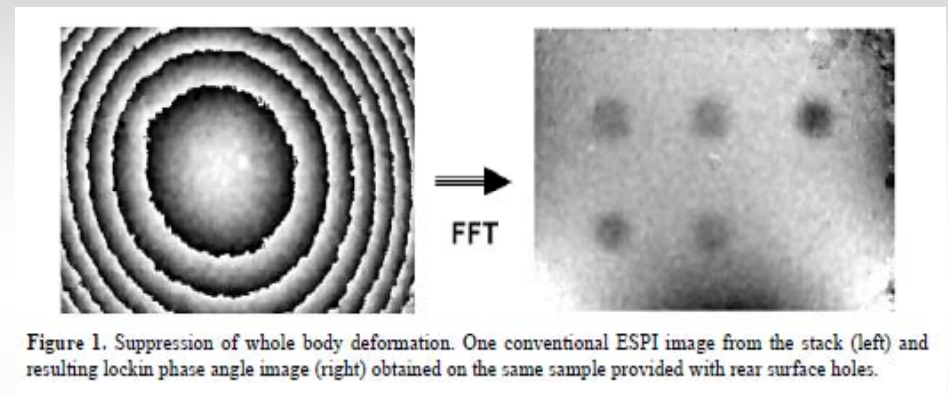 FFT
Figure 1. Suppression of whole body deformation. One conventional ESPI image from the stack (left) and
resulting lockin phase angle image (right) obtained on the same sample provided with rear surface holes.